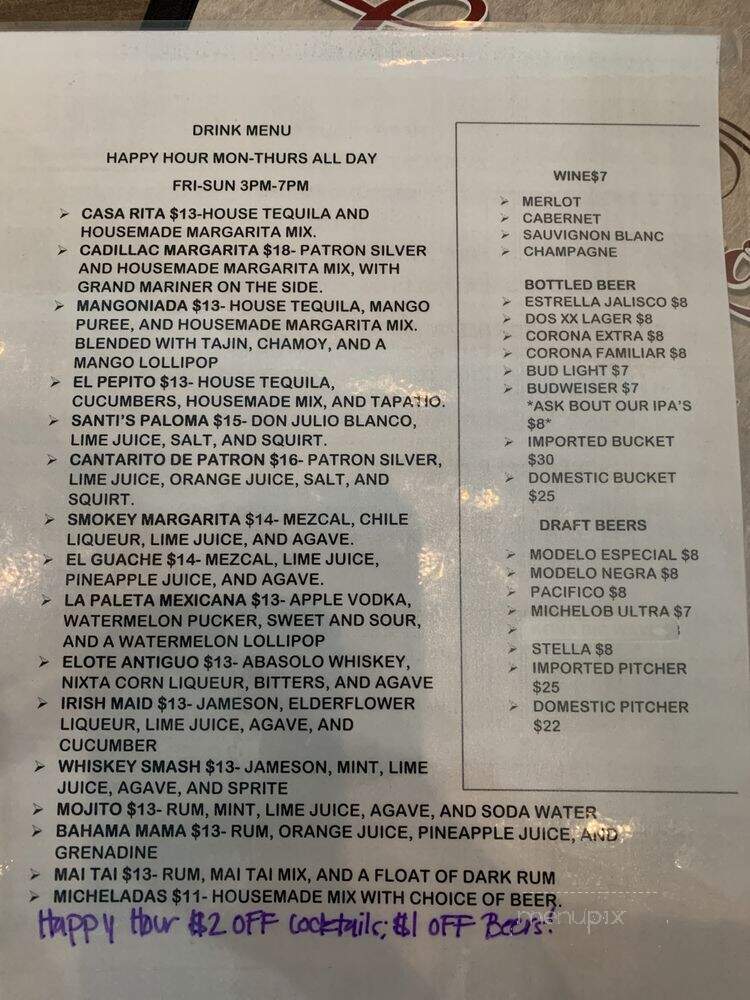 DRINK MENU
HAPPY HOUR MON-THURS ALL DAY
FRI-SUN 3PM-7PM
➢ CASA RITA $13-HOUSE TEQUILA AND
HOUSEMADE MARGARITA MIX.
➢ CADILLAC MARGARITA $18- PATRON SILVER
AND HOUSEMADE MARGARITA MIX, WITH
GRAND MARINER ON THE SIDE.
➢ MANGONIADA $13- HOUSE TEQUILA, MANGO
PUREE, AND HOUSEMADE MARGARITA MIX.
BLENDED WITH TAJIN, CHAMOY, AND A
MANGO LOLLIPOP
➢ EL PEPITO $13- HOUSE TEQUILA,
CUCUMBERS, HOUSEMADE MIX, AND TAPATIO.
➢ SANTI'S PALOMA $15- DON JULIO BLANCO,
LIME JUICE, SALT, AND SQUIRT.
➢ CANTARITO DE PATRON $16- PATRON SILVER,
LIME JUICE, ORANGE JUICE, SALT, AND
SQUIRT.
➢ SMOKEY MARGARITA $14- MEZCAL, CHILE
LIQUEUR, LIME JUICE, AND AGAVE.
➢ EL GUACHE $14- MEZCAL, LIME JUICE,
PINEAPPLE JUICE, AND AGAVE.
➢ LA PALETA MEXICANA $13- APPLE VODKA,
WATERMELON PUCKER, SWEET AND SOUR,
AND A WATERMELON LOLLIPOP
➢ ELOTE ANTIGUO $13- ABASOLO WHISKEY,
NIXTA CORN LIQUEUR, BITTERS, AND AGAVE
➢ IRISH MAID $13- JAMESON, ELDERFLOWER
LIQUEUR, LIME JUICE, AGAVE, AND
CUCUMBER
➢ WHISKEY SMASH $13- JAMESON, MINT, LIME
JUICE, AGAVE, AND SPRITE
➢ MOJITO $13- RUM, MINT, LIME JUICE, AGAVE, AND SODA WATER
➢ BAHAMA MAMA $13- RUM, ORANGE JUICE, PINEAPPLE JUICE, AND
GRENADINE
➢ MAI TAI $13- RUM, MAI TAI MIX, AND A FLOAT OF DARK RUM
➢ MICHELADAS $11- HOUSEMADE MIX WITH CHOICE OF BEER.
Happy Hour $2 OFF Cocktails; $1 OFF Beers!
WINE$7
➢ MERLOT
➢ CABERNET
➢ SAUVIGNON BLANC
➢ CHAMPAGNE
BOTTLED BEER
➢ ESTRELLA JALISCO $8
➢ DOS XX LAGER $8
➢ CORONA EXTRA $8
➢ CORONA FAMILIAR $8
➢ BUD LIGHT $7
➢ BUDWEISER $7
*ASK BOUT OUR IPA'S
$8*
➢ IMPORTED BUCKET
$30
➢ DOMESTIC BUCKET
$25
DRAFT BEERS
➢ MODELO ESPECIAL $8
➢ MODELO NEGRA $8
➢ PACIFICO $8
➢ MICHELOB ULTRA $7
➢
➢ STELLA $8
➢ IMPORTED PITCHER
$25
➢ DOMESTIC PITCHER
$22
menupix